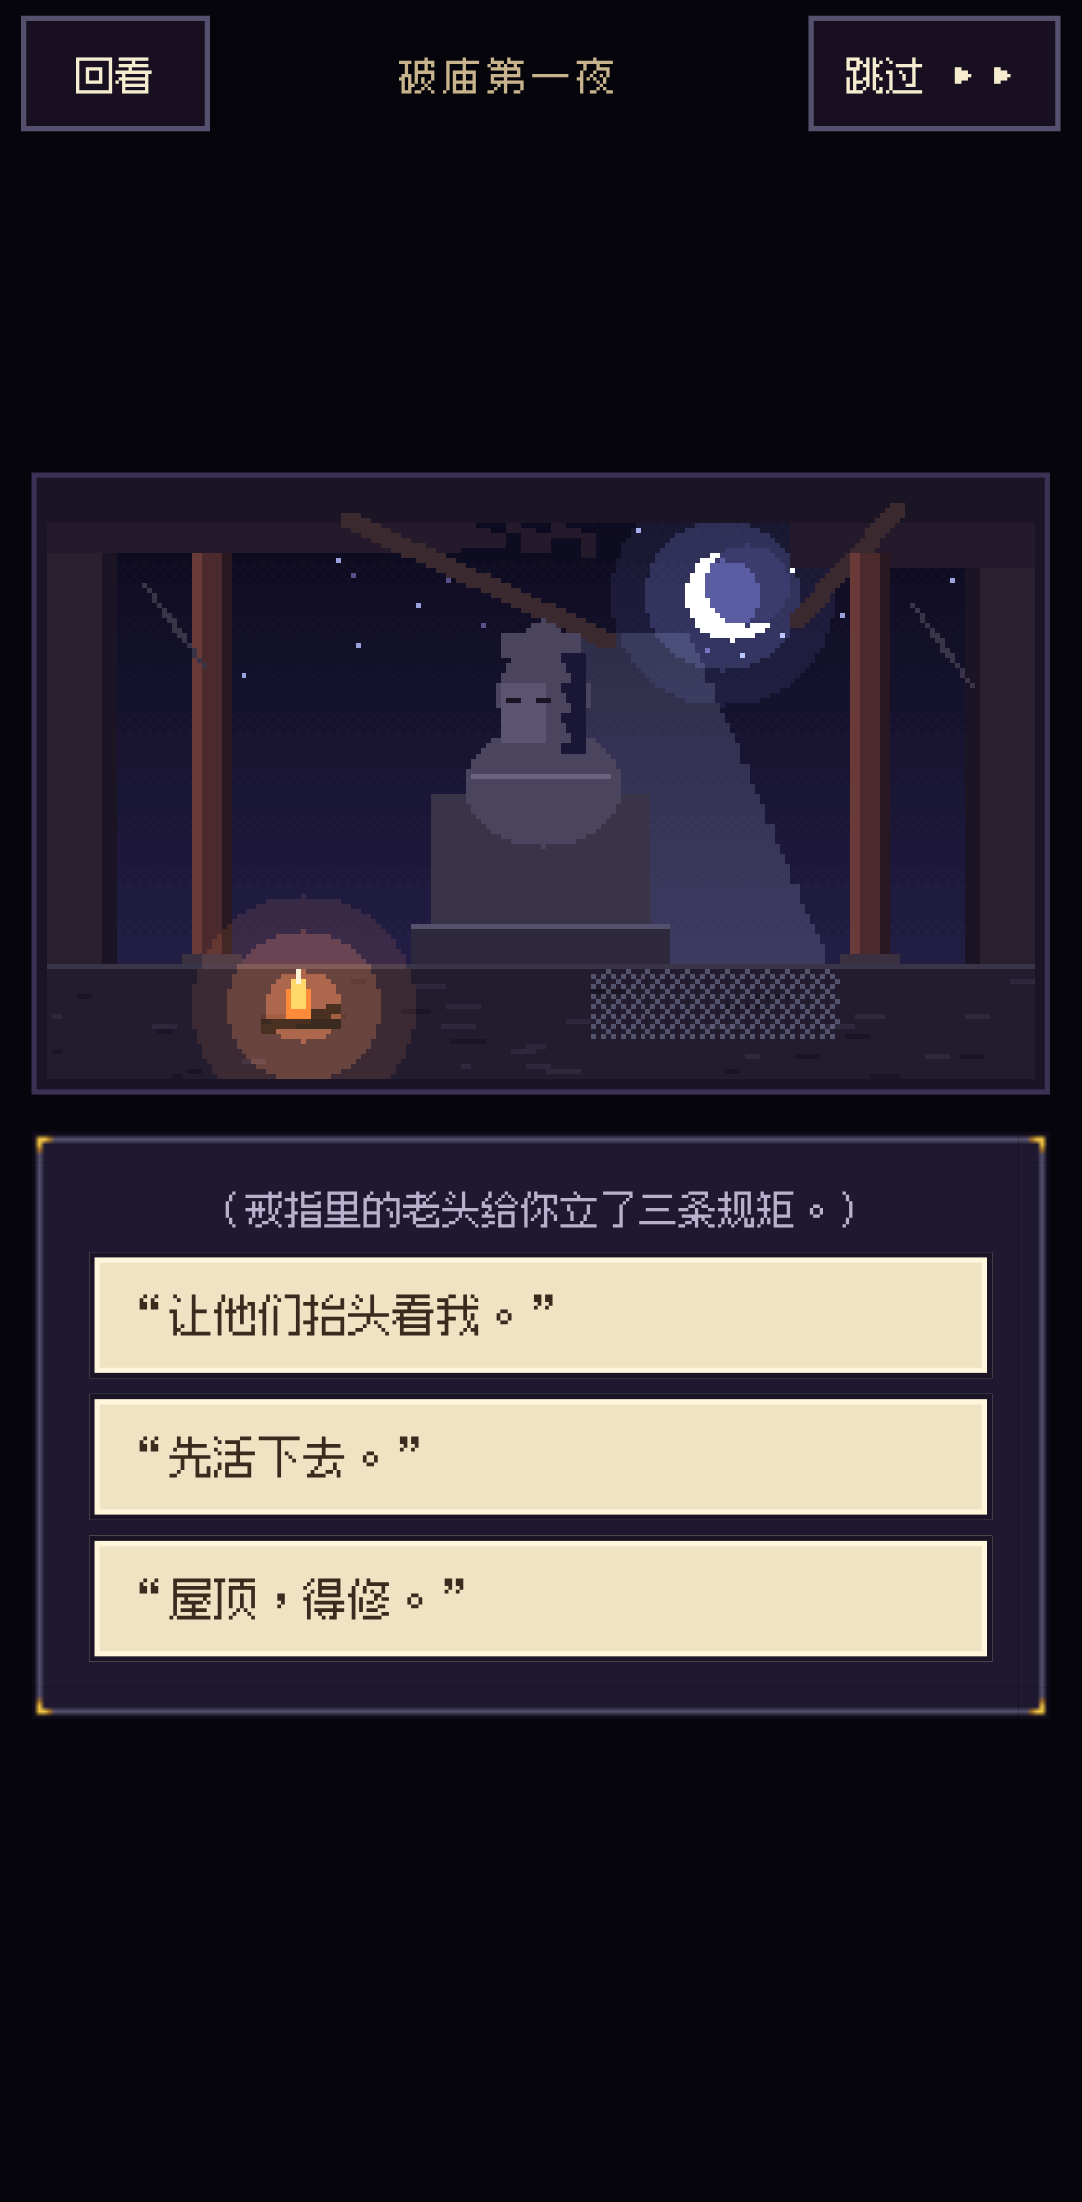 回看
破庙第一夜
跳过 ▶▶
（戒指里的老头给你立了三条规矩。）
“让他们抬头看我。”
“先活下去。”
“屋顶，得修。”